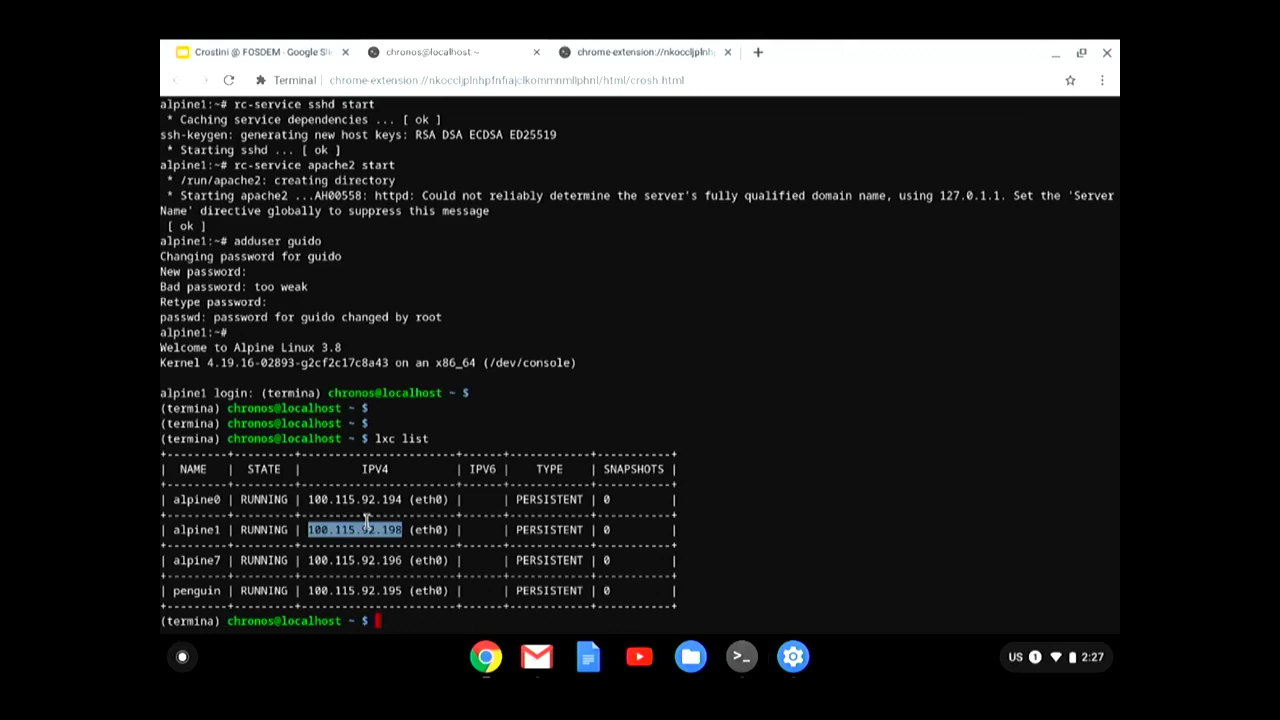 Crostini @ FOSDEM - Google Sli
chronos@localhost:~
chrome-extension://nkoccljplnhp
Terminal chrome-extension://nkoccljplnhpfnfiajclkommnmllphnl/html/crosh.html
alpine1:~# rc-service sshd start
* Caching service dependencies ... [ ok ]
ssh-keygen: generating new host keys: RSA DSA ECDSA ED25519
* Starting sshd ... [ ok ]
alpine1:~# rc-service apache2 start
* /run/apache2: creating directory
* Starting apache2 ...AH00558: httpd: Could not reliably determine the server's fully qualified domain name, using 127.0.1.1. Set the 'Server
Name' directive globally to suppress this message
[ ok ]
alpine1:~# adduser guido
Changing password for guido
New password:
Bad password: too weak
Retype password:
passwd: password for guido changed by root
alpine1:~#
Welcome to Alpine Linux 3.8
Kernel 4.19.16-02893-g2cf2c17c8a43 on an x86_64 (/dev/console)
alpine1 login: (termina) chronos@localhost ~ $
(termina) chronos@localhost ~ $
(termina) chronos@localhost ~ $
(termina) chronos@localhost ~ $ lxc list
+---------+---------+-----------------------+------+------------+-----------+
| NAME | STATE | IPV4 | IPV6 | TYPE | SNAPSHOTS |
+---------+---------+-----------------------+------+------------+-----------+
| alpine0 | RUNNING | 100.115.92.194 (eth0) | | PERSISTENT | 0 |
+---------+---------+-----------------------+------+------------+-----------+
| alpine1 | RUNNING | 100.115.92.198 (eth0) | | PERSISTENT | 0 |
+---------+---------+-----------------------+------+------------+-----------+
| alpine7 | RUNNING | 100.115.92.196 (eth0) | | PERSISTENT | 0 |
+---------+---------+-----------------------+------+------------+-----------+
| penguin | RUNNING | 100.115.92.195 (eth0) | | PERSISTENT | 0 |
+---------+---------+-----------------------+------+------------+-----------+
(termina) chronos@localhost ~ $
US 1 2:27